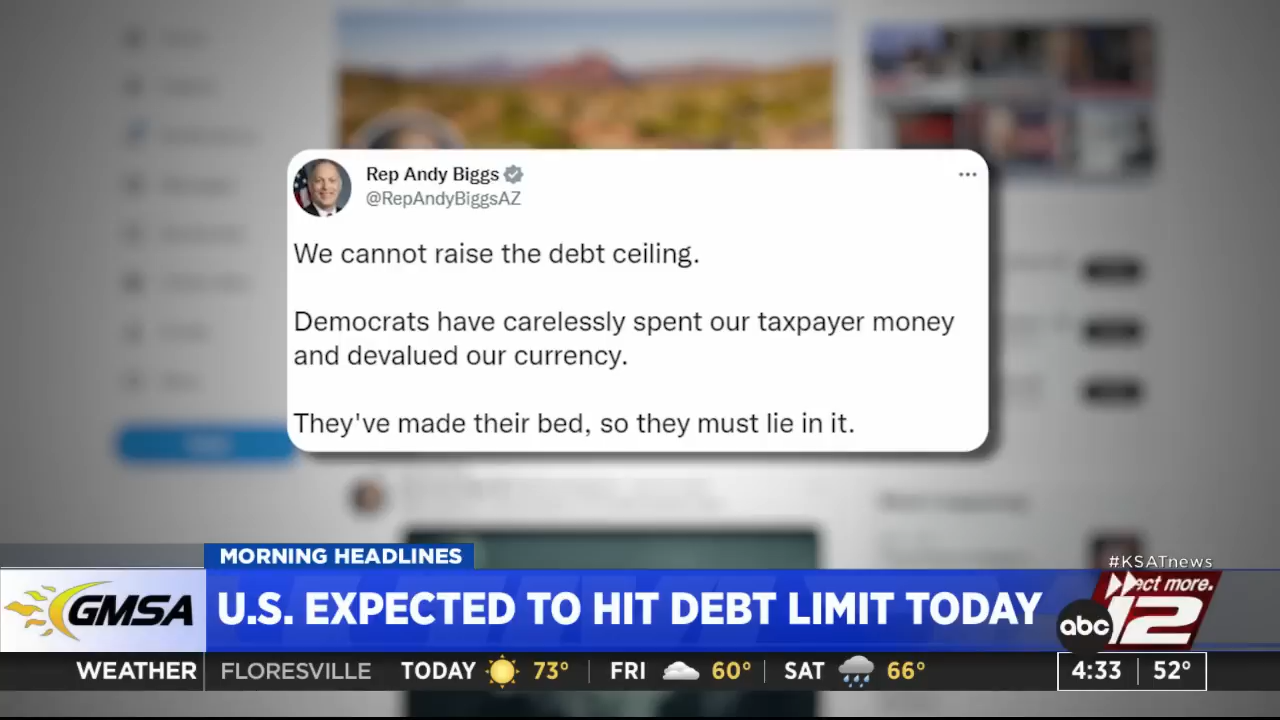 Rep Andy Biggs
@RepAndyBiggsAZ
We cannot raise the debt ceiling.
Democrats have carelessly spent our taxpayer money
and devalued our currency.
They've made their bed, so they must lie in it.
MORNING HEADLINES
#KSATnews
GMSA
U.S. EXPECTED TO HIT DEBT LIMIT TODAY
ect more.
abc 12
WEATHER FLORESVILLE TODAY 73° FRI 60° SAT 66° 4:33 52°